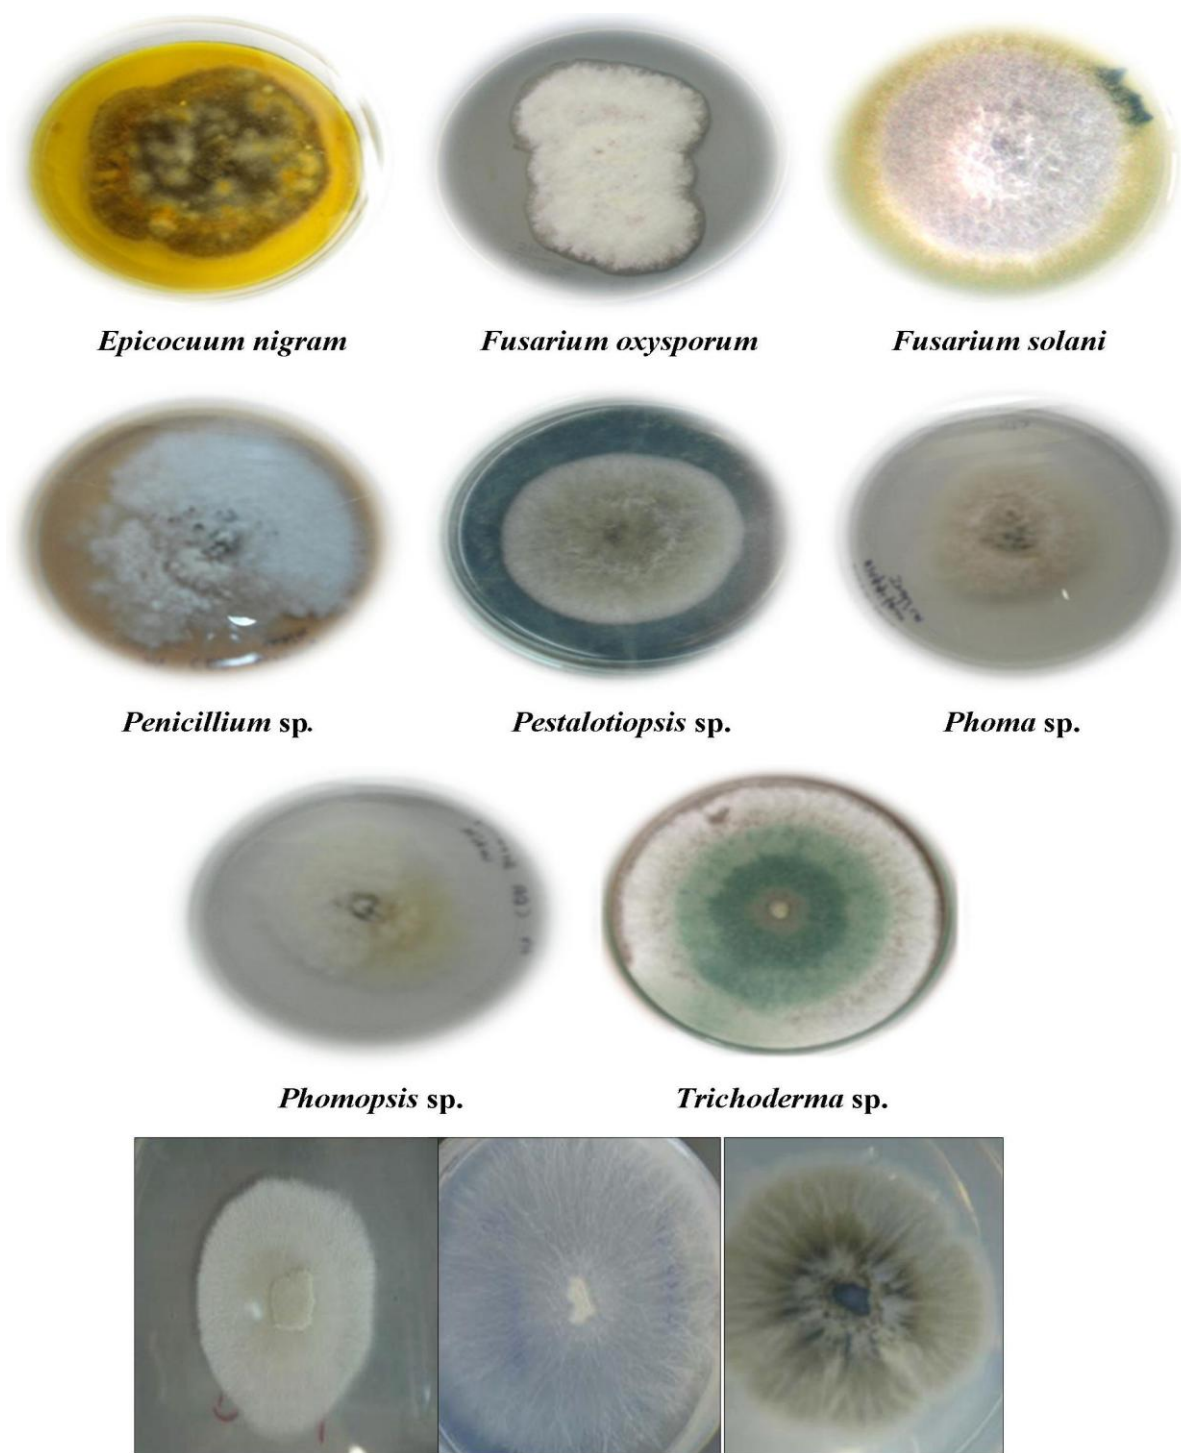 Epicocuum nigram
Fusarium oxysporum
Fusarium solani
Penicillium sp.
Pestalotiopsis sp.
Phoma sp.
Phomopsis sp.
Trichoderma sp.